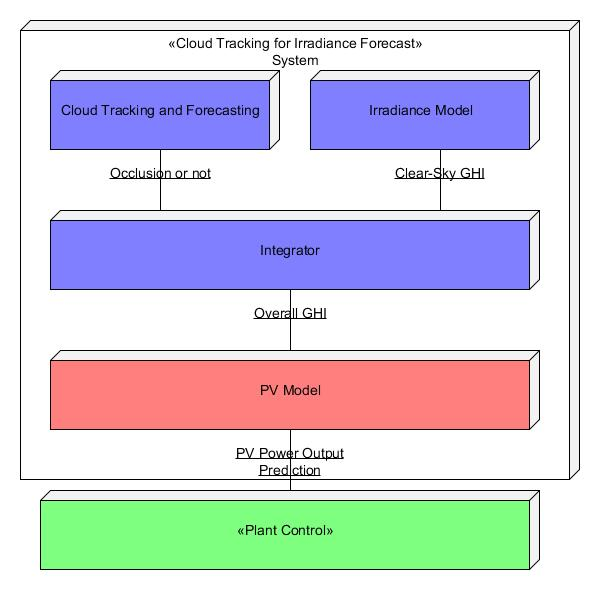 «Cloud Tracking for Irradiance Forecast»
System
Cloud Tracking and Forecasting
Irradiance Model
Occlusion or not
Clear-Sky GHI
Integrator
Overall GHI
PV Model
PV Power Output
Prediction
«Plant Control»